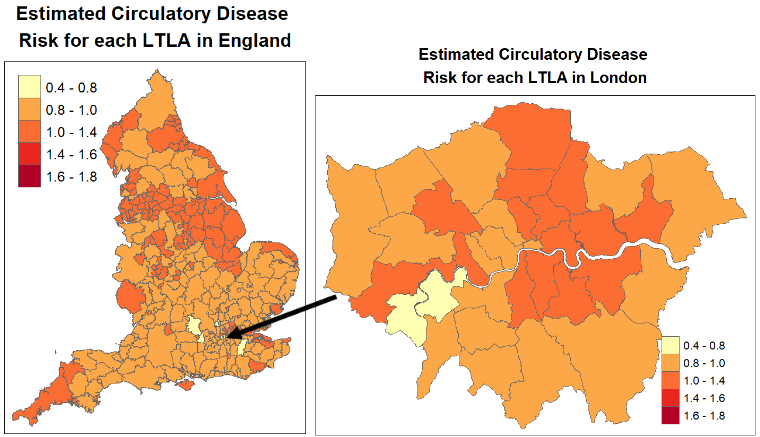 Estimated Circulatory Disease
Risk for each LTLA in England
0.4 - 0.8
0.8 - 1.0
1.0 - 1.4
1.4 - 1.6
1.6 - 1.8
Estimated Circulatory Disease
Risk for each LTLA in London
0.4 - 0.8
0.8 - 1.0
1.0 - 1.4
1.4 - 1.6
1.6 - 1.8